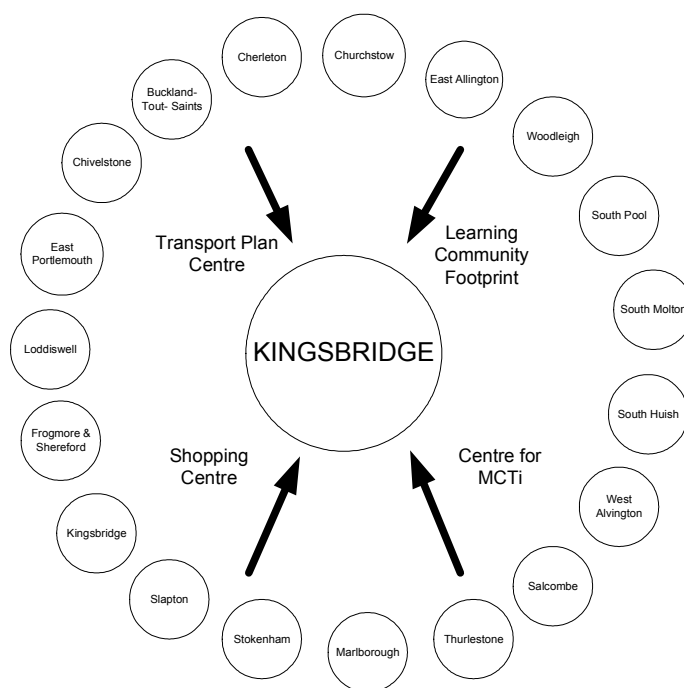 Cherleton
Churchstow
East Allington
Buckland-
Tout- Saints
Woodleigh
Chivelstone
South Pool
East
Portlemouth
Transport Plan
Centre
Learning
Community
Footprint
South Molton
Loddiswell
KINGSBRIDGE
South Huish
Frogmore &
Shereford
Shopping
Centre
Centre for
MCTi
West
Alvington
Kingsbridge
Salcombe
Slapton
Stokenham
Marlborough
Thurlestone